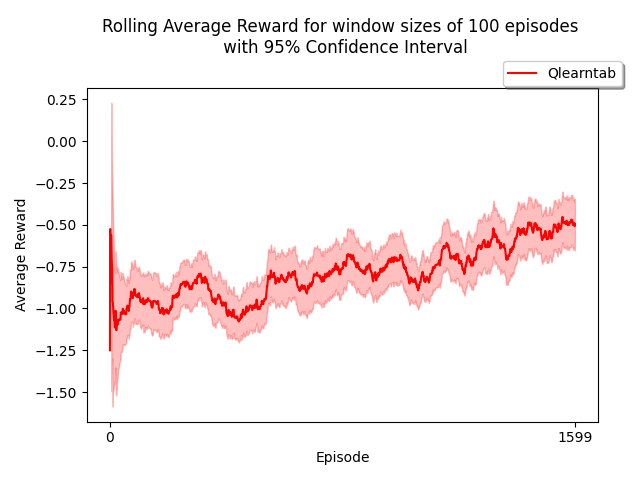 Rolling Average Reward for window sizes of 100 episodes
with 95% Confidence Interval
Qlearntab
0.25
0.00
−0.25
−0.50
−0.75
−1.00
−1.25
−1.50
Average Reward
0
1599
Episode